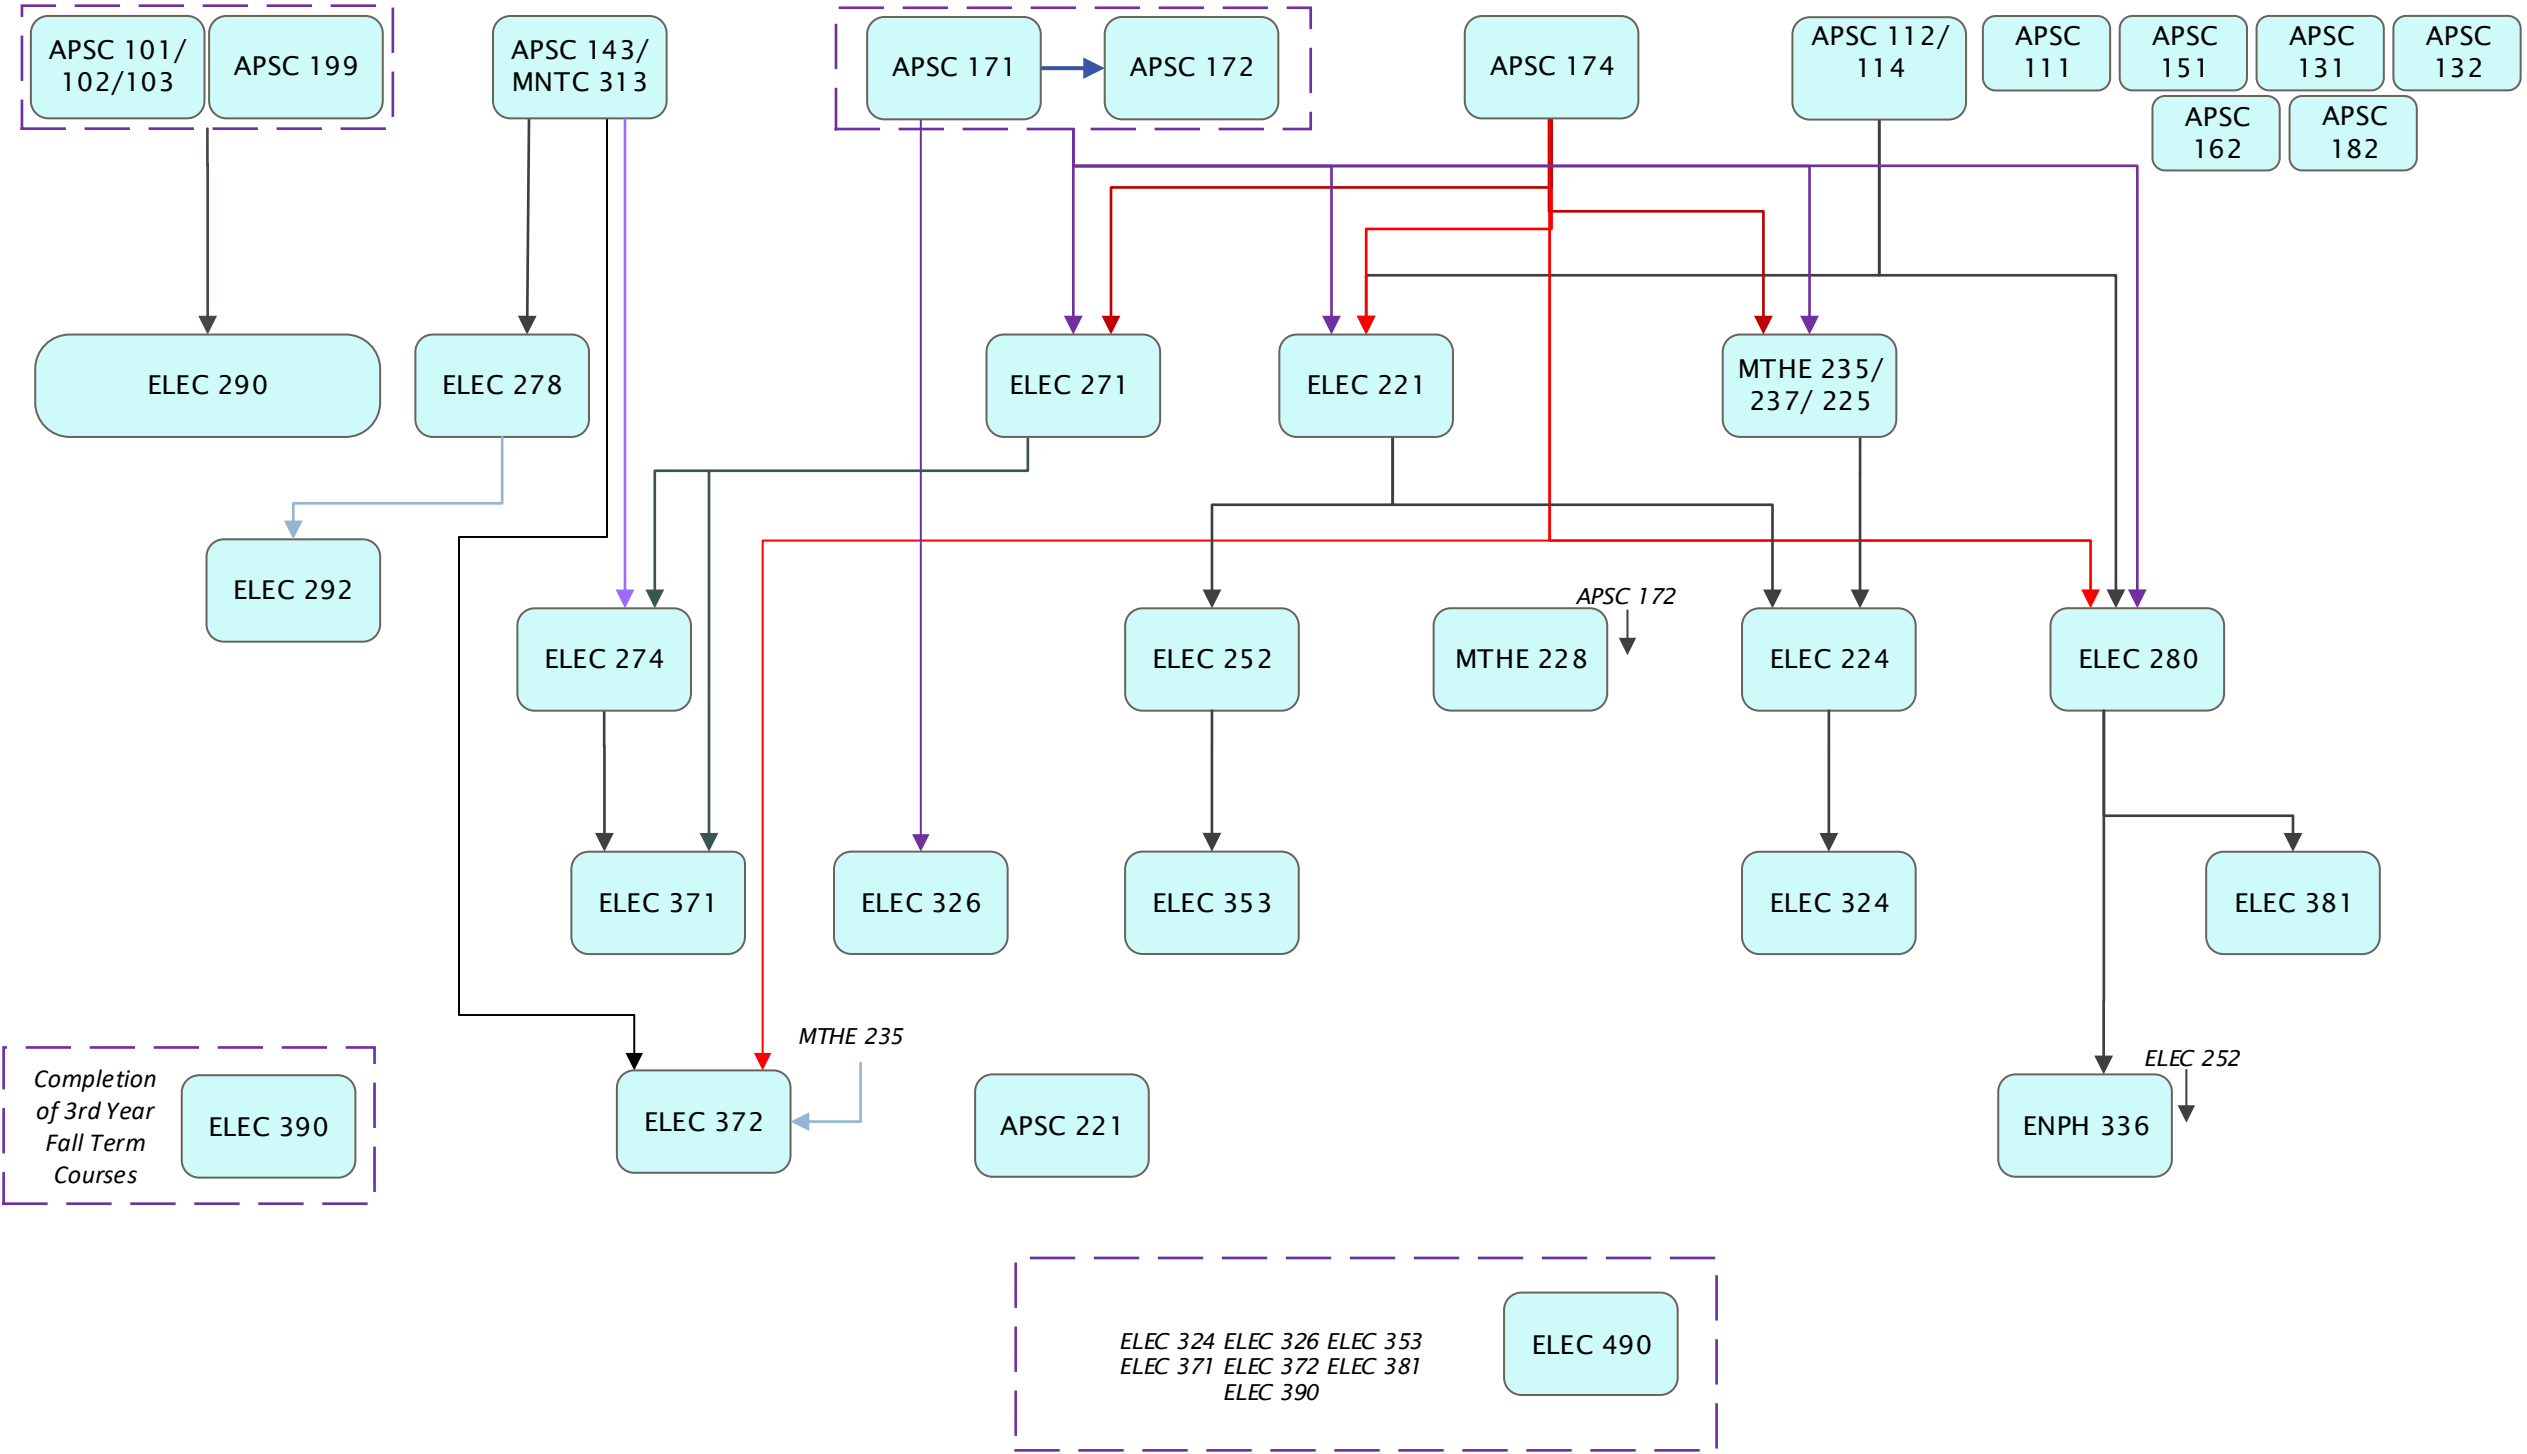 APSC 101/
102/103
APSC 199
APSC 143/
MNTC 313
APSC 171
APSC 172
APSC 174
APSC 112/
114
APSC
111
APSC
151
APSC
131
APSC
132
APSC
162
APSC
182
ELEC 290
ELEC 278
ELEC 271
ELEC 221
MTHE 235/
237/ 225
ELEC 292
ELEC 274
ELEC 252
MTHE 228
APSC 172
ELEC 224
ELEC 280
ELEC 371
ELEC 326
ELEC 353
ELEC 324
ELEC 381
Completion
of 3rd Year
Fall Term
Courses
ELEC 390
ELEC 372
MTHE 235
APSC 221
ENPH 336
ELEC 252
ELEC 324 ELEC 326 ELEC 353
ELEC 371 ELEC 372 ELEC 381
ELEC 390
ELEC 490